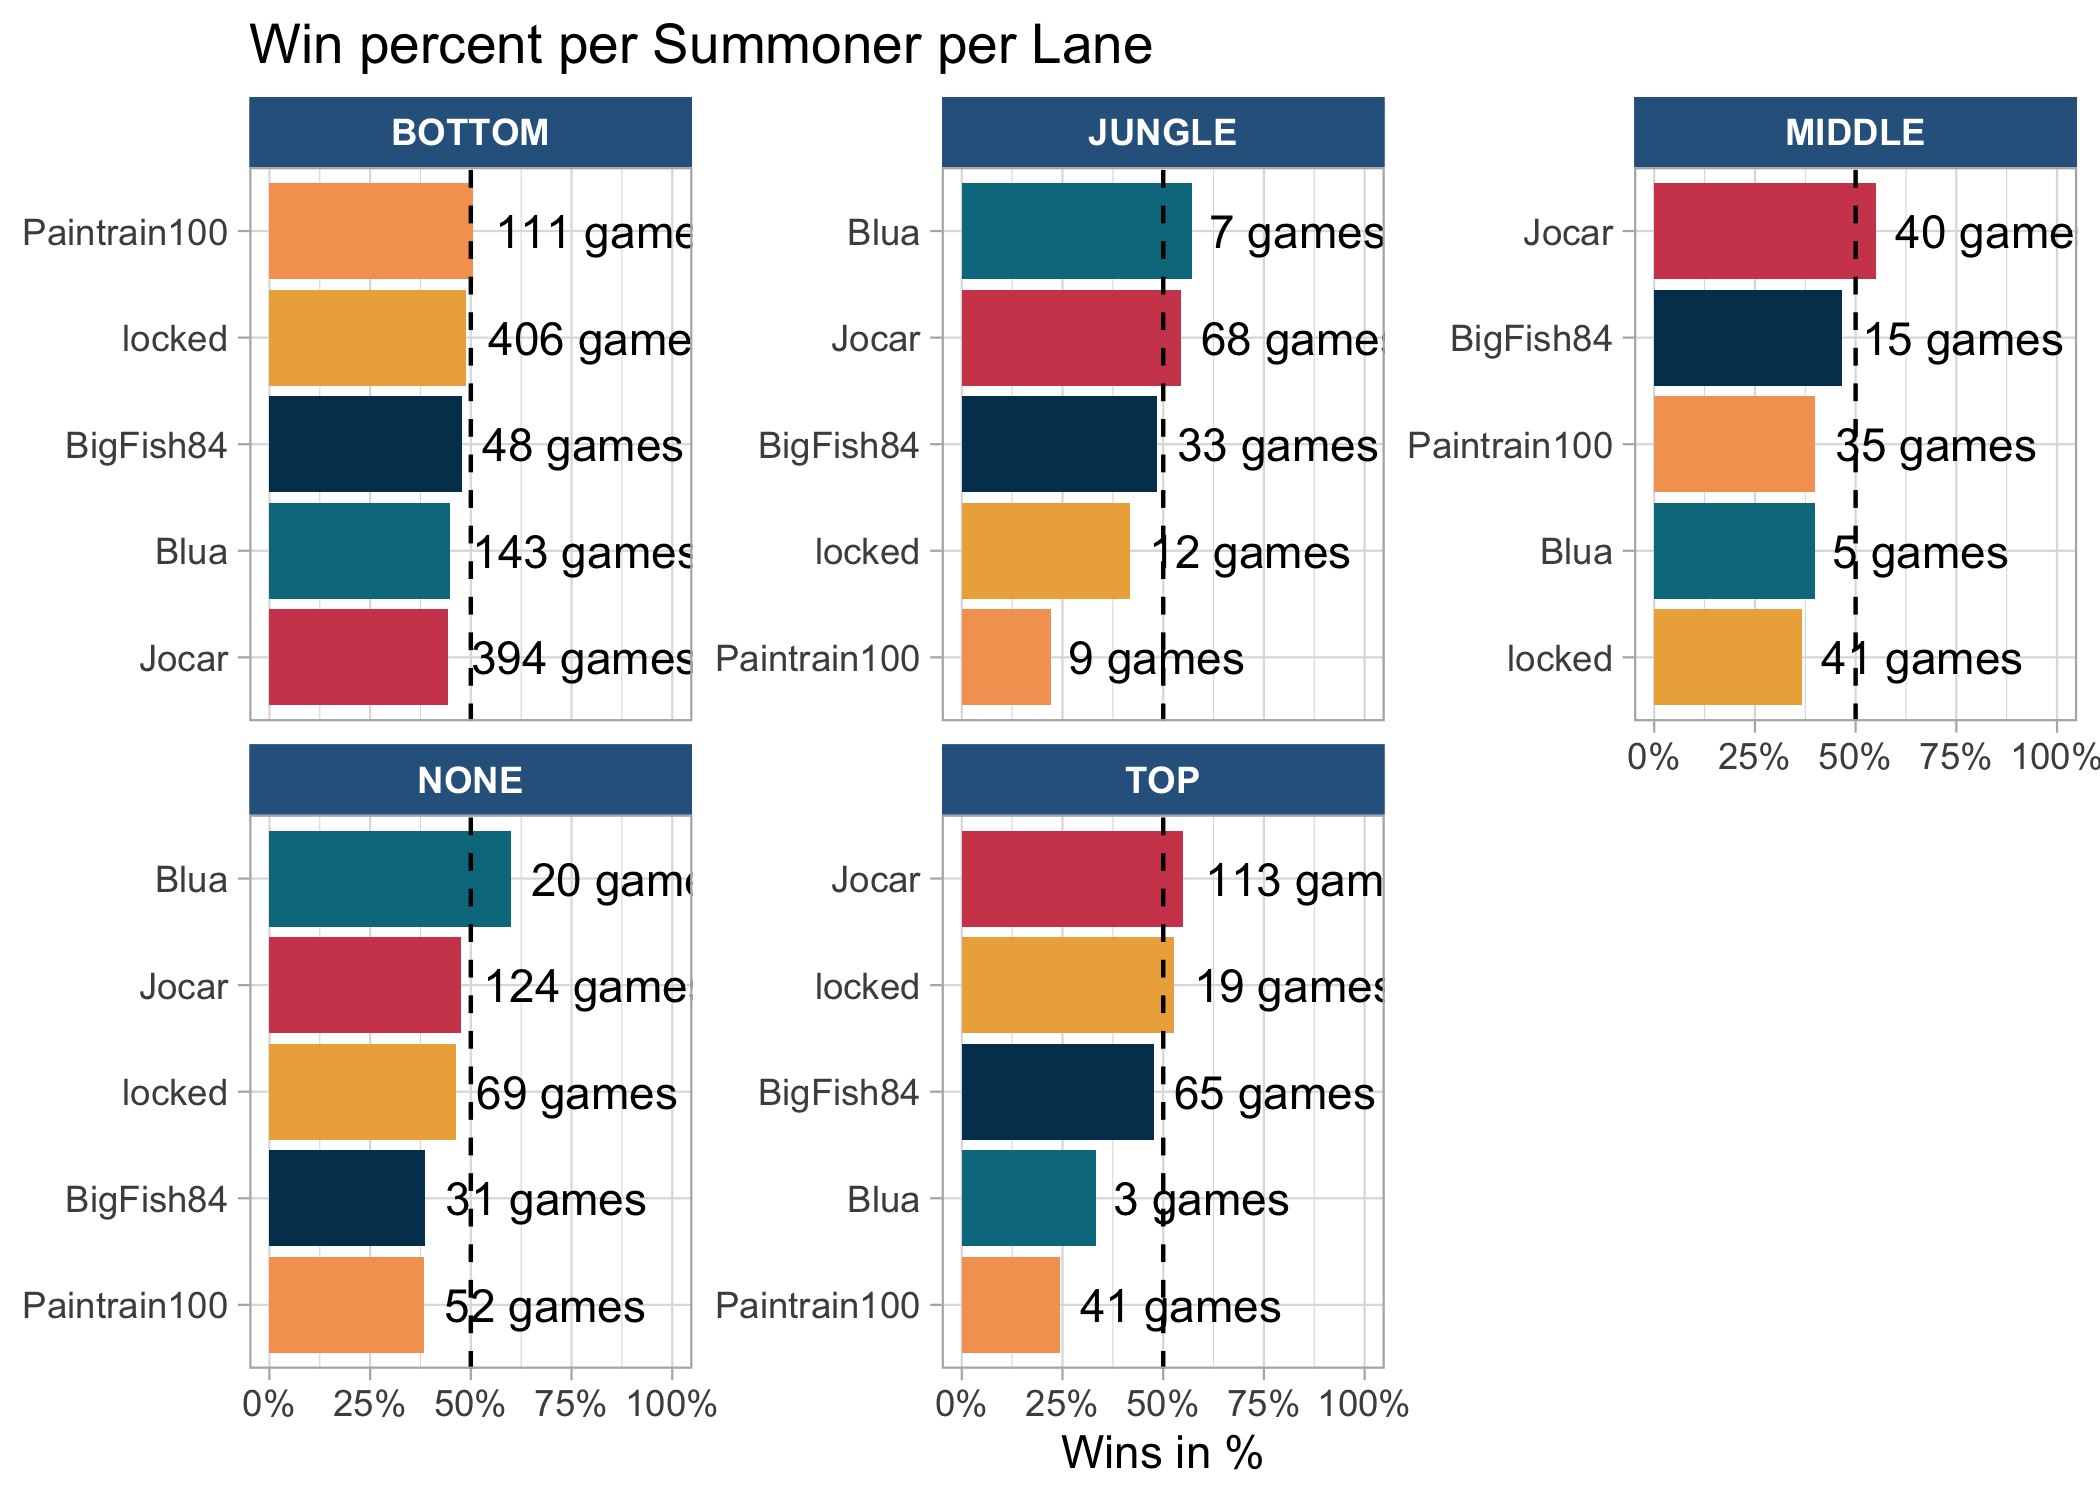 Win percent per Summoner per Lane
BOTTOM
Paintrain100 111 game
locked 406 game
BigFish84 48 games
Blua 143 games
Jocar 394 games
JUNGLE
Blua 7 games
Jocar 68 games
BigFish84 33 games
locked 12 games
Paintrain100 9 games
MIDDLE
Jocar 40 game
BigFish84 15 games
Paintrain100 35 games
Blua 5 games
locked 41 games
0% 25% 50% 75% 100%
NONE
Blua 20 game
Jocar 124 games
locked 69 games
BigFish84 31 games
Paintrain100 52 games
0% 25% 50% 75% 100%
TOP
Jocar 113 gam
locked 19 games
BigFish84 65 games
Blua 3 games
Paintrain100 41 games
0% 25% 50% 75% 100%
Wins in %